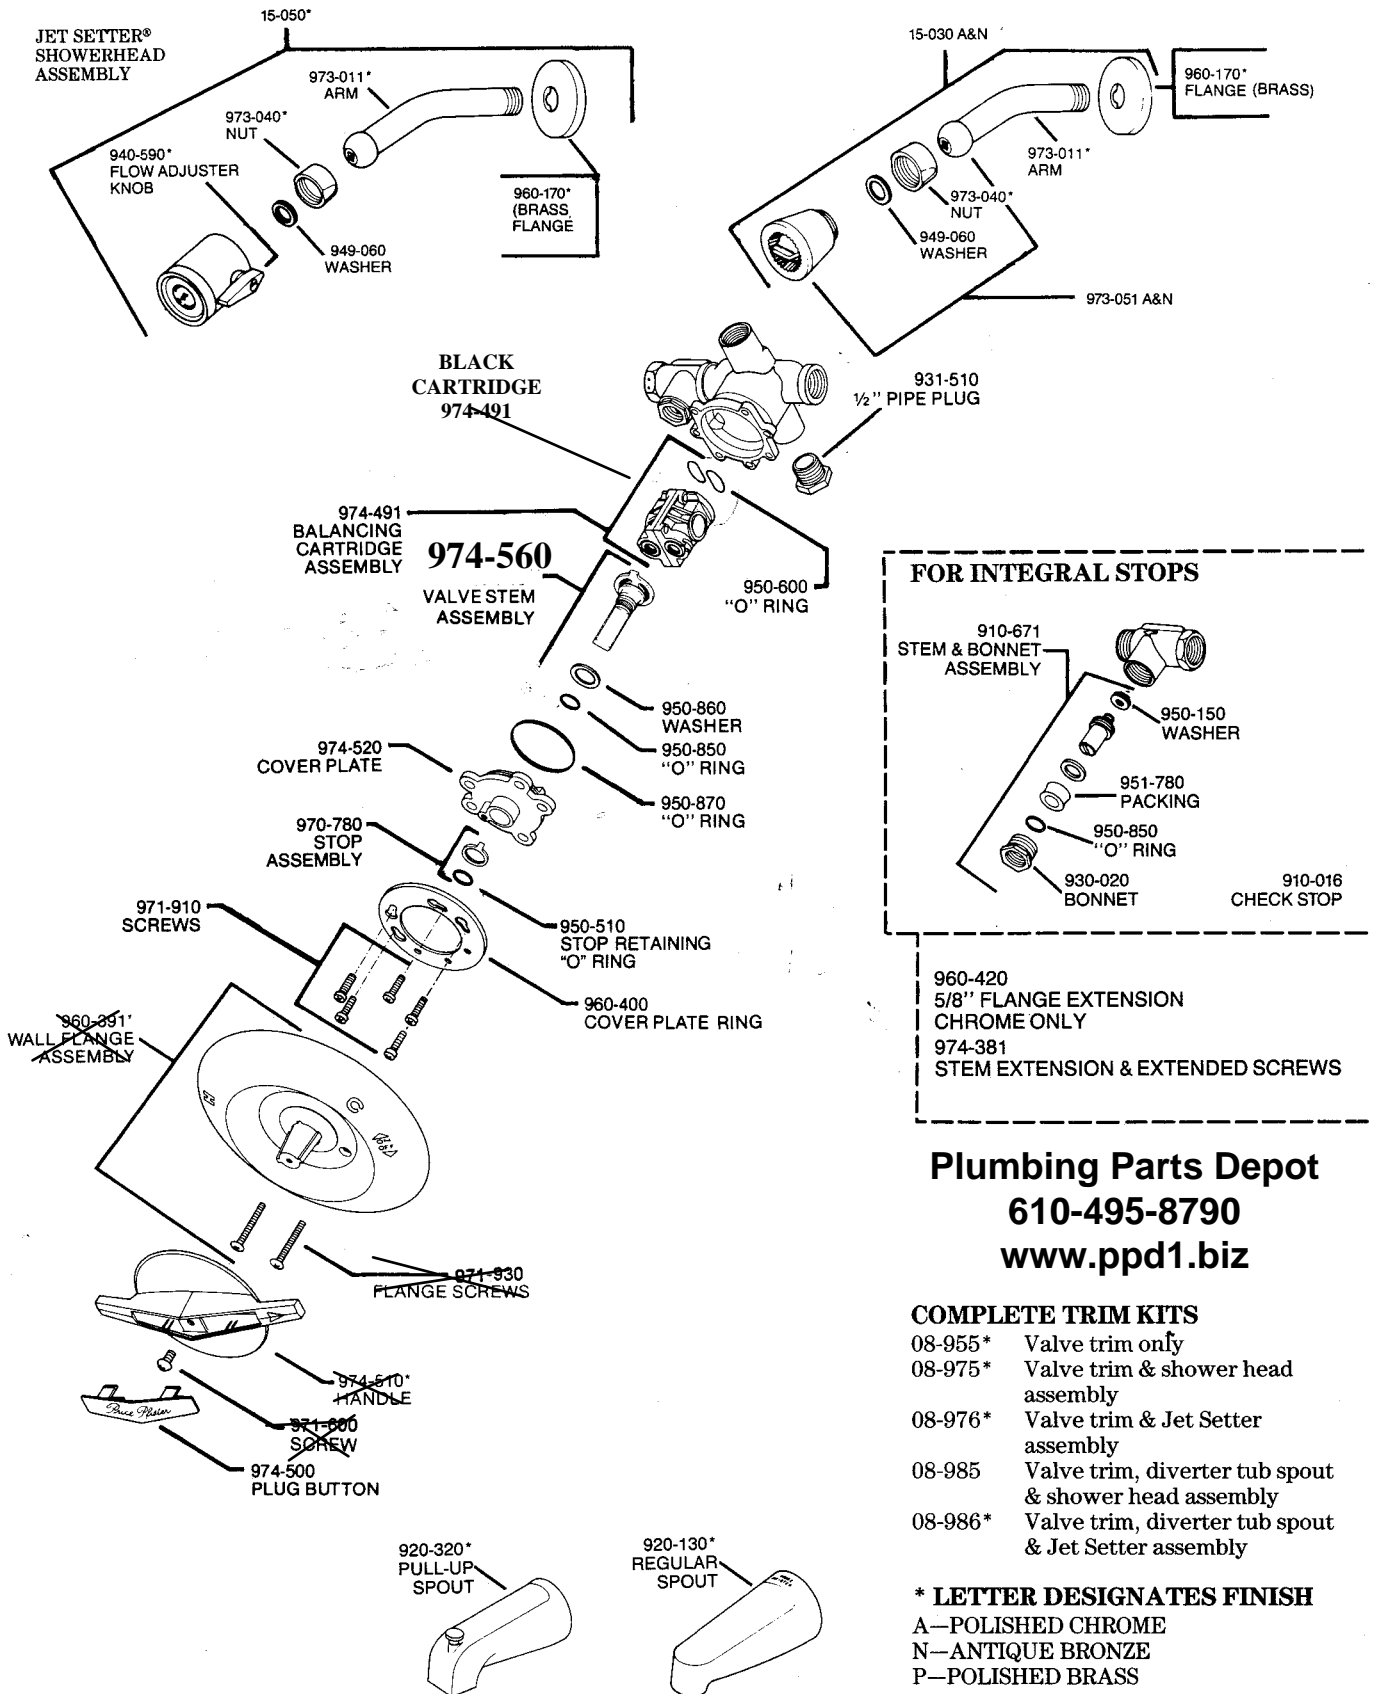 15-050*
JET SETTER®
SHOWERHEAD
ASSEMBLY
973-011*
ARM
973-040*
NUT
940-590*
FLOW ADJUSTER
KNOB
960-170*
(BRASS
FLANGE
949-060
WASHER
15-030 A&N
960-170*
FLANGE (BRASS)
973-011*
ARM
973-040*
NUT
949-060
WASHER
973-051 A&N
BLACK
CARTRIDGE
974-491
931-510
½" PIPE PLUG
974-491
BALANCING
CARTRIDGE
ASSEMBLY
974-560
VALVE STEM
ASSEMBLY
950-600
"O" RING
950-860
WASHER
950-850
"O" RING
974-520
COVER PLATE
950-870
"O" RING
970-780
STOP
ASSEMBLY
971-910
SCREWS
950-510
STOP RETAINING
"O" RING
960-400
COVER PLATE RING
960-391*
WALL FLANGE
ASSEMBLY
H
C
971-930
FLANGE SCREWS
974-510*
HANDLE
Price Pfister
971-600
SCREW
974-500
PLUG BUTTON
920-320*
PULL-UP
SPOUT
920-130*
REGULAR
SPOUT
FOR INTEGRAL STOPS
910-671
STEM & BONNET
ASSEMBLY
950-150
WASHER
951-780
PACKING
950-850
"O" RING
930-020
BONNET
910-016
CHECK STOP
960-420
5/8" FLANGE EXTENSION
CHROME ONLY
974-381
STEM EXTENSION & EXTENDED SCREWS
Plumbing Parts Depot
610-495-8790
www.ppd1.biz
COMPLETE TRIM KITS
08-955* Valve trim only
08-975* Valve trim & shower head
assembly
08-976* Valve trim & Jet Setter
assembly
08-985 Valve trim, diverter tub spout
& shower head assembly
08-986* Valve trim, diverter tub spout
& Jet Setter assembly
* LETTER DESIGNATES FINISH
A—POLISHED CHROME
N—ANTIQUE BRONZE
P—POLISHED BRASS